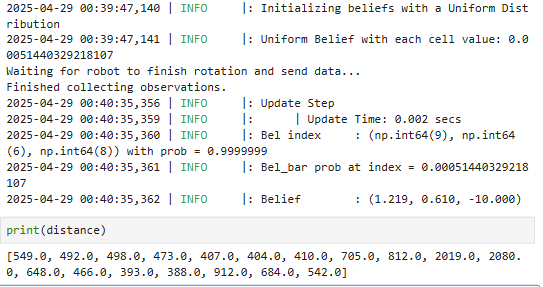 2025-04-29 00:39:47,140 | INFO     |: Initializing beliefs with a Uniform Dist
ribution
2025-04-29 00:39:47,141 | INFO     |: Uniform Belief with each cell value: 0.0
0051440329218107
Waiting for robot to finish rotation and send data...
Finished collecting observations.
2025-04-29 00:40:35,356 | INFO     |: Update Step
2025-04-29 00:40:35,359 | INFO     |:      | Update Time: 0.002 secs
2025-04-29 00:40:35,360 | INFO     |: Bel index     : (np.int64(9), np.int64
(6), np.int64(8)) with prob = 0.9999999
2025-04-29 00:40:35,361 | INFO     |: Bel_bar prob at index = 0.00051440329218
107
2025-04-29 00:40:35,362 | INFO     |: Belief        : (1.219, 0.610, -10.000)
print(distance)
[549.0, 492.0, 498.0, 473.0, 407.0, 404.0, 410.0, 705.0, 812.0, 2019.0, 2080.
0, 648.0, 466.0, 393.0, 388.0, 912.0, 684.0, 542.0]